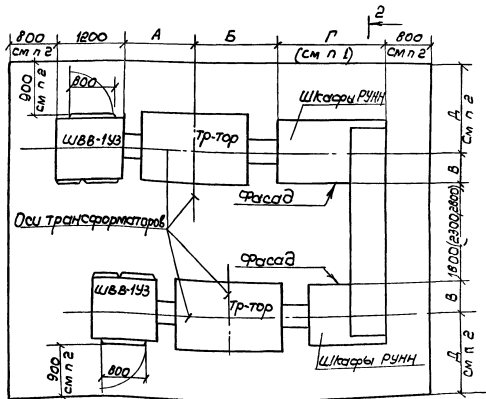 2
800
1200
А
Б
Г
800
см п 2
(см п 1)
см п 2
900
см п 2
800
Шкафы РУНН
ШВВ-1УЗ
Тр-тор
Д
см п 2
В
Фасад
Оси трансформаторов
1800(2300)(2800)
Фасад
ШВВ-1УЗ
Тр-тор
В
Шкафы РУНН
900
см п 2
800
Д
см п 2